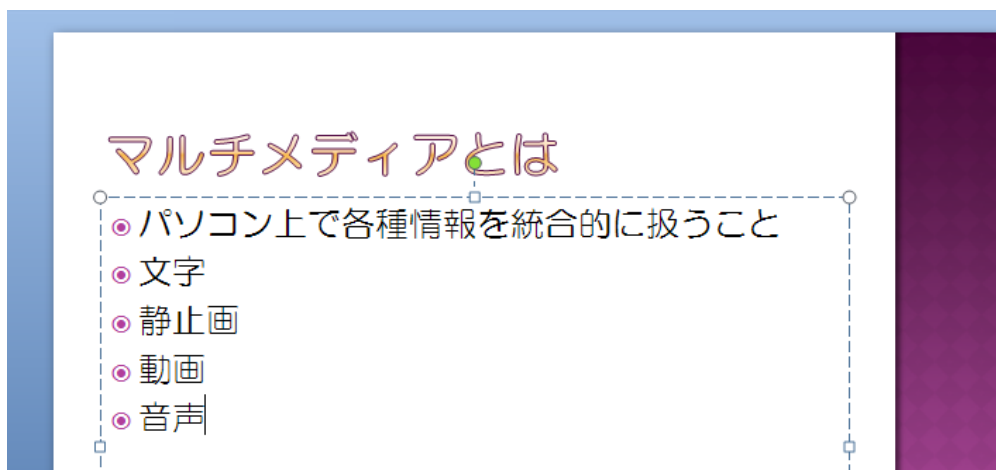 マルチメディアとは
パソコン上で各種情報を統合的に扱うこと
文字
静止画
動画
音声